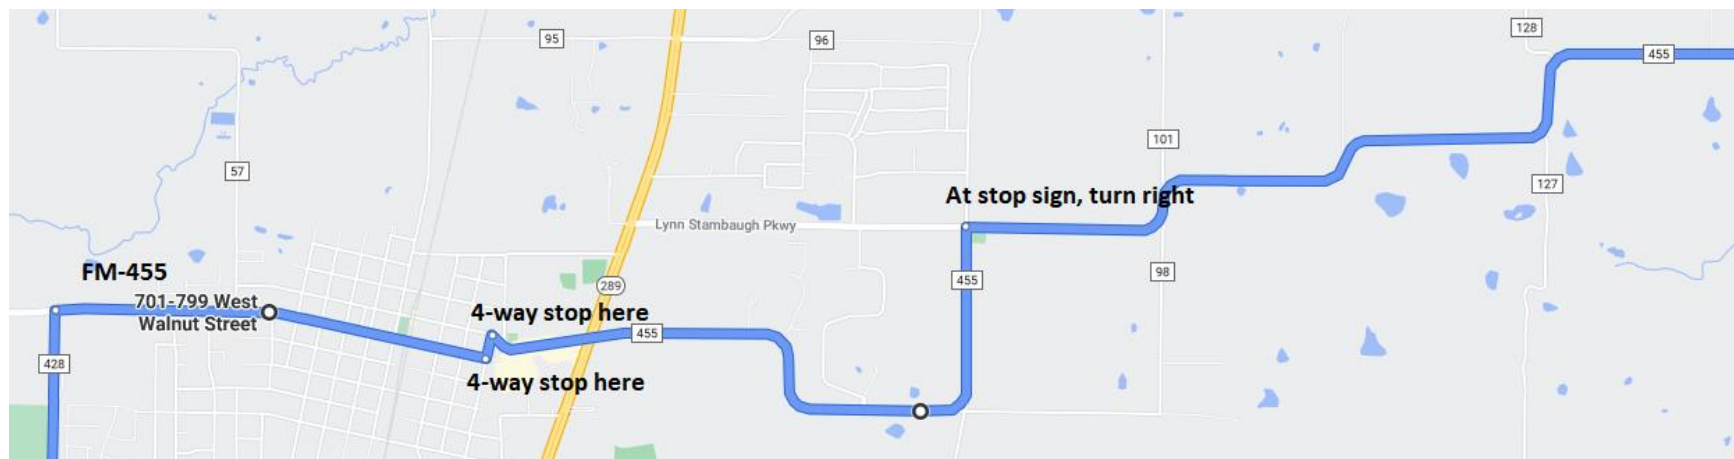 95
96
128
455
57
101
127
At stop sign, turn right
Lynn Stambaugh Pkwy
FM-455
98
455
289
701-799 West
Walnut Street
4-way stop here
455
428
4-way stop here